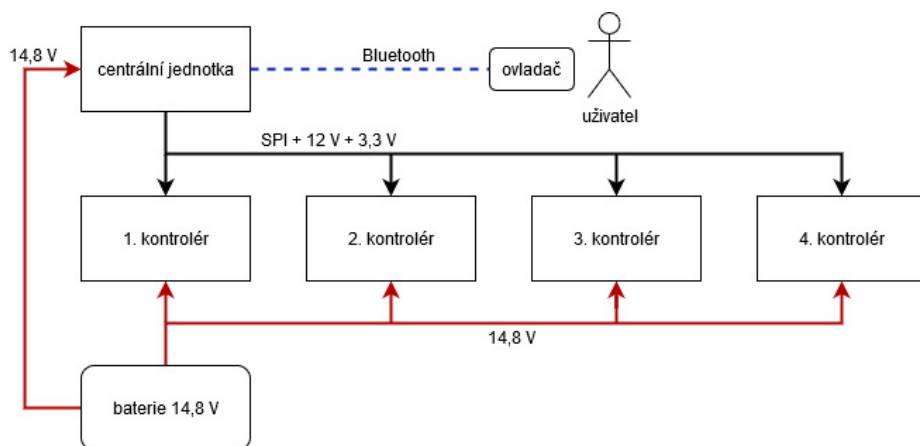 14,8 V
centrální jednotka
Bluetooth
ovladač
uživatel
SPI + 12 V + 3,3 V
1. kontrolér
2. kontrolér
3. kontrolér
4. kontrolér
14,8 V
baterie 14,8 V